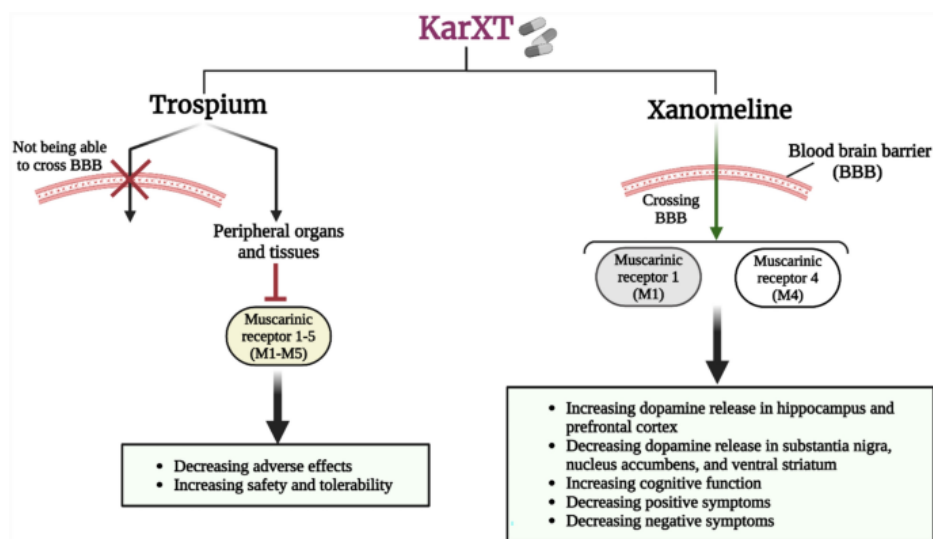 KarXT
Trospium
Not being able
to cross BBB
Peripheral organs
and tissues
Muscarinic
receptor 1-5
(M1-M5)
• Decreasing adverse effects
• Increasing safety and tolerability
Xanomeline
Blood brain barrier
(BBB)
Crossing
BBB
Muscarinic
receptor 1
(M1)
Muscarinic
receptor 4
(M4)
• Increasing dopamine release in hippocampus and
prefrontal cortex
• Decreasing dopamine release in substantia nigra,
nucleus accumbens, and ventral striatum
• Increasing cognitive function
• Decreasing positive symptoms
• Decreasing negative symptoms